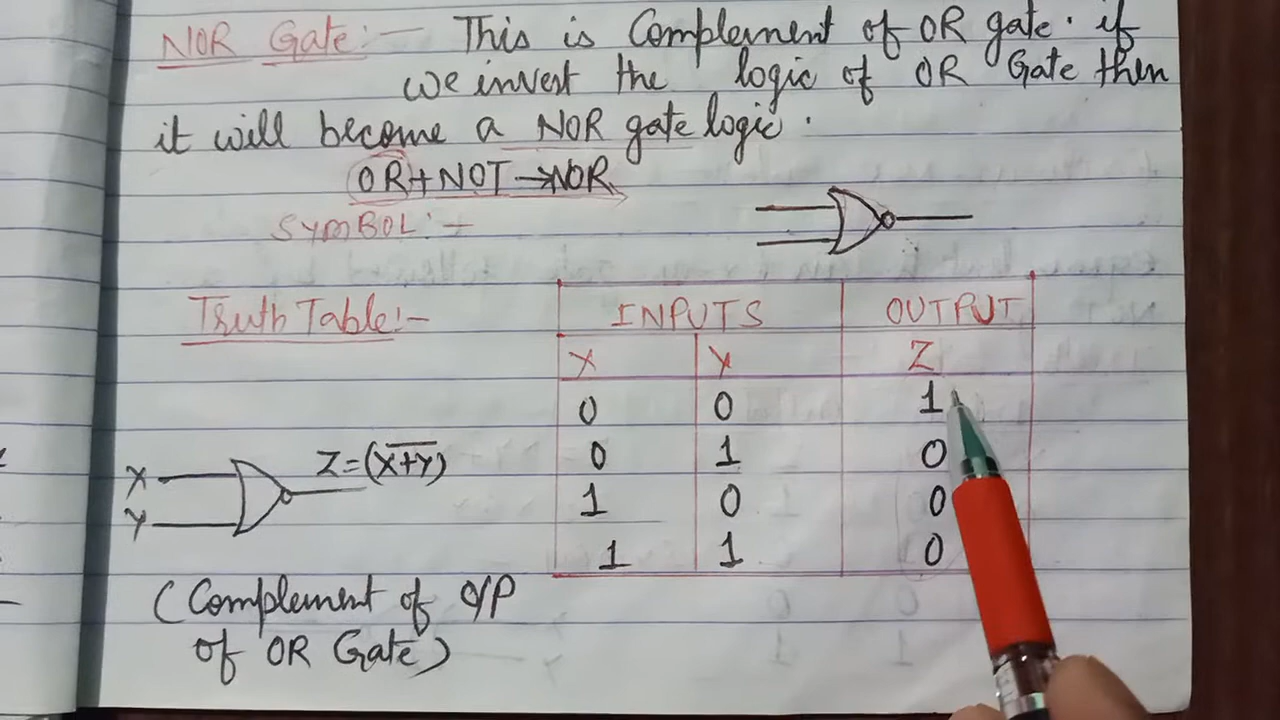 NOR Gate:— This is Complement of OR gate. if
we invert the logic of OR Gate then
it will become a NOR gate logic.
OR+NOT→NOR
SYMBOL:-
Truth Table:-
INPUTS OUTPUT
X Y Z
0 0 1
0 1 0
1 0 0
1 1 0
X
Y
Z=(X̅+̅Y̅)
(Complement of O/P
of OR Gate)